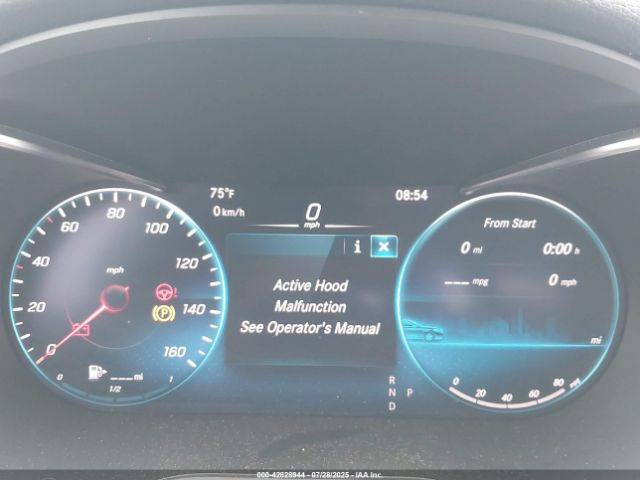 75°F
08:54
0 km/h
0
mph
i ×
Active Hood
Malfunction
See Operator's Manual
0
20
40
60
80
100
120
140
160
mph
! 
(P)
--- mi
0 1/2 1
From Start
0 mi 0:00 h
--- mpg 0 mph
mi
0 20 40 60 80
R
N P
D
000-42628944 / 07/28/2025 - IAA Inc.